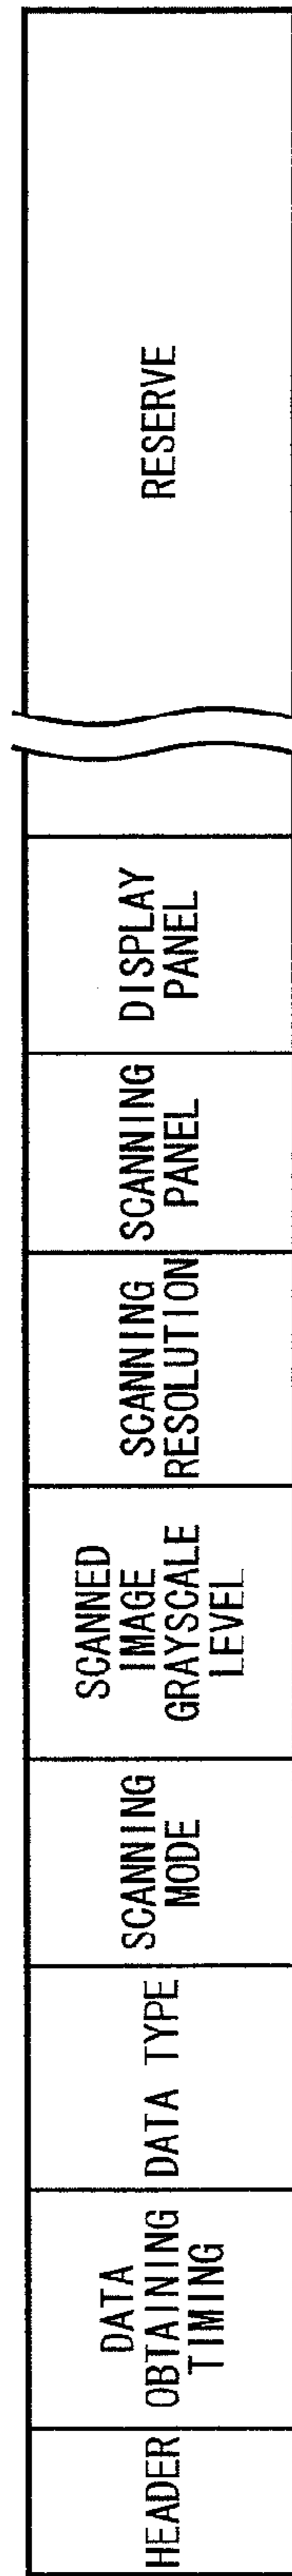 HEADER
DATA
OBTAINING
TIMING
DATA TYPE
SCANNING
MODE
SCANNED
IMAGE
GRAYSCALE
LEVEL
SCANNING
RESOLUTION
SCANNING
PANEL
DISPLAY
PANEL
RESERVE